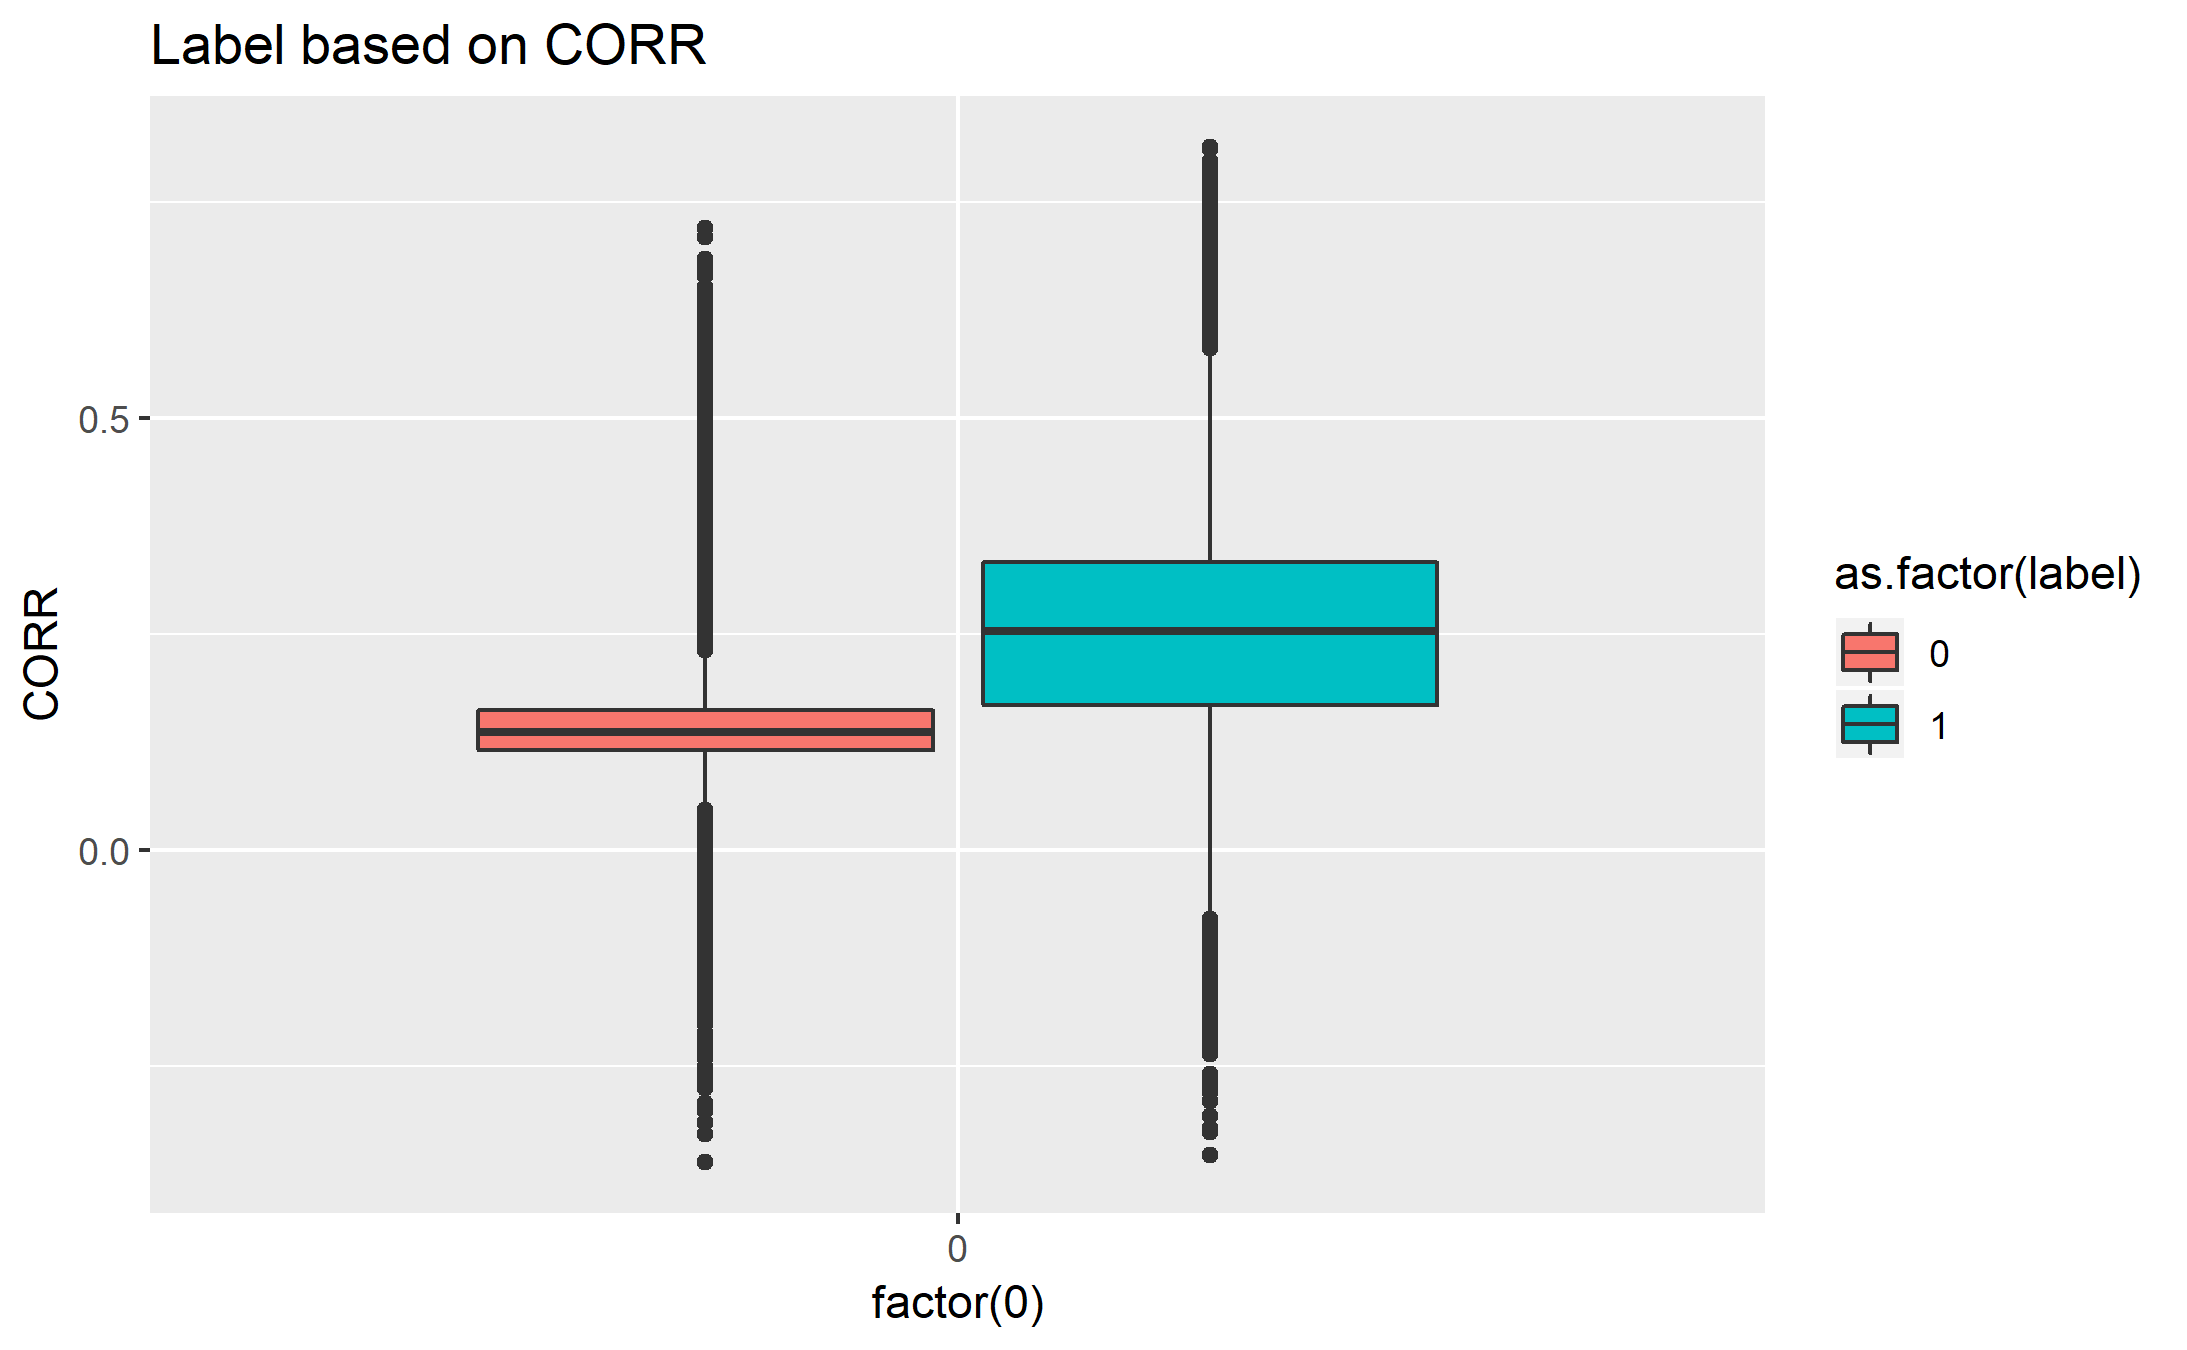 Label based on CORR
CORR
0.5
0.0
0
factor(0)
as.factor(label)
0
1